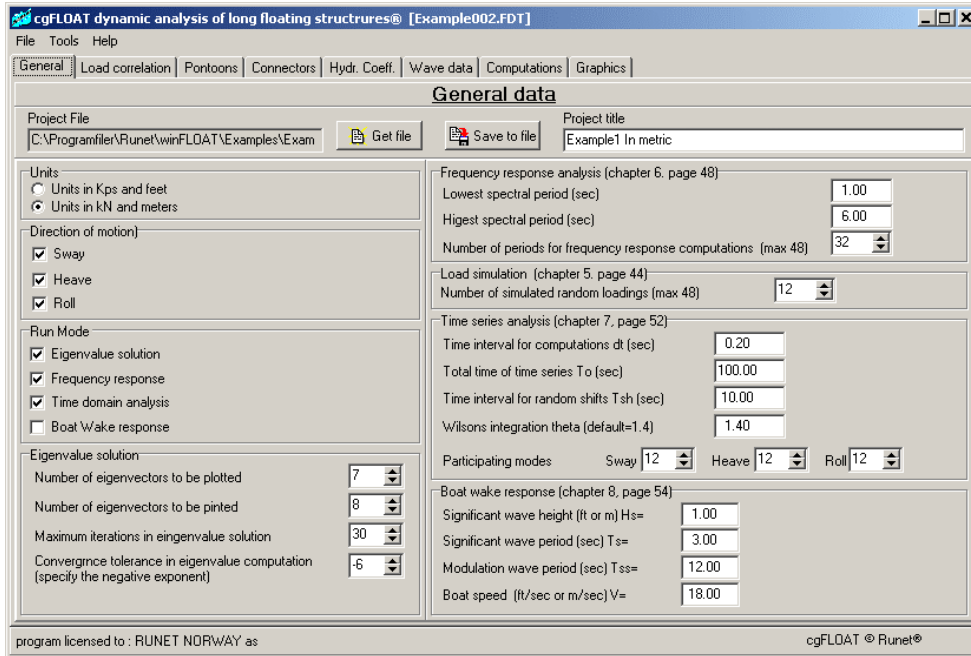 cgFLOAT dynamic analysis of long floating structrures® [Example002.FDT]
File Tools Help
General Load correlation Pontoons Connectors Hydr. Coeff. Wave data Computations Graphics
General data
Project File
C:\Programfiler\Runet\winFLOAT\Examples\Exam
Get file
Save to file
Project title
Example1 In metric
Units
Units in Kps and feet
Units in kN and meters
Direction of motion)
Sway
Heave
Roll
Run Mode
Eigenvalue solution
Frequency response
Time domain analysis
Boat Wake response
Eigenvalue solution
Number of eigenvectors to be plotted 7
Number of eigenvectors to be pinted 8
Maximum iterations in eingenvalue solution 30
Convergrnce tolerance in eigenvalue computation -6
(specify the negative exponent)
Frequency response analysis (chapter 6. page 48)
Lowest spectral period (sec) 1.00
Higest spectral period (sec) 6.00
Number of periods for frequency response computations (max 48) 32
Load simulation (chapter 5. page 44)
Number of simulated random loadings (max 48) 12
Time series analysis (chapter 7, page 52)
Time interval for computations dt (sec) 0.20
Total time of time series To (sec) 100.00
Time interval for random shifts Tsh (sec) 10.00
Wilsons integration theta (default=1.4) 1.40
Participating modes Sway 12 Heave 12 Roll 12
Boat wake response (chapter 8, page 54)
Significant wave height (ft or m) Hs= 1.00
Significant wave period (sec) Ts= 3.00
Modulation wave period (sec) Tss= 12.00
Boat speed (ft/sec or m/sec) V= 18.00
program licensed to : RUNET NORWAY as
cgFLOAT © Runet®